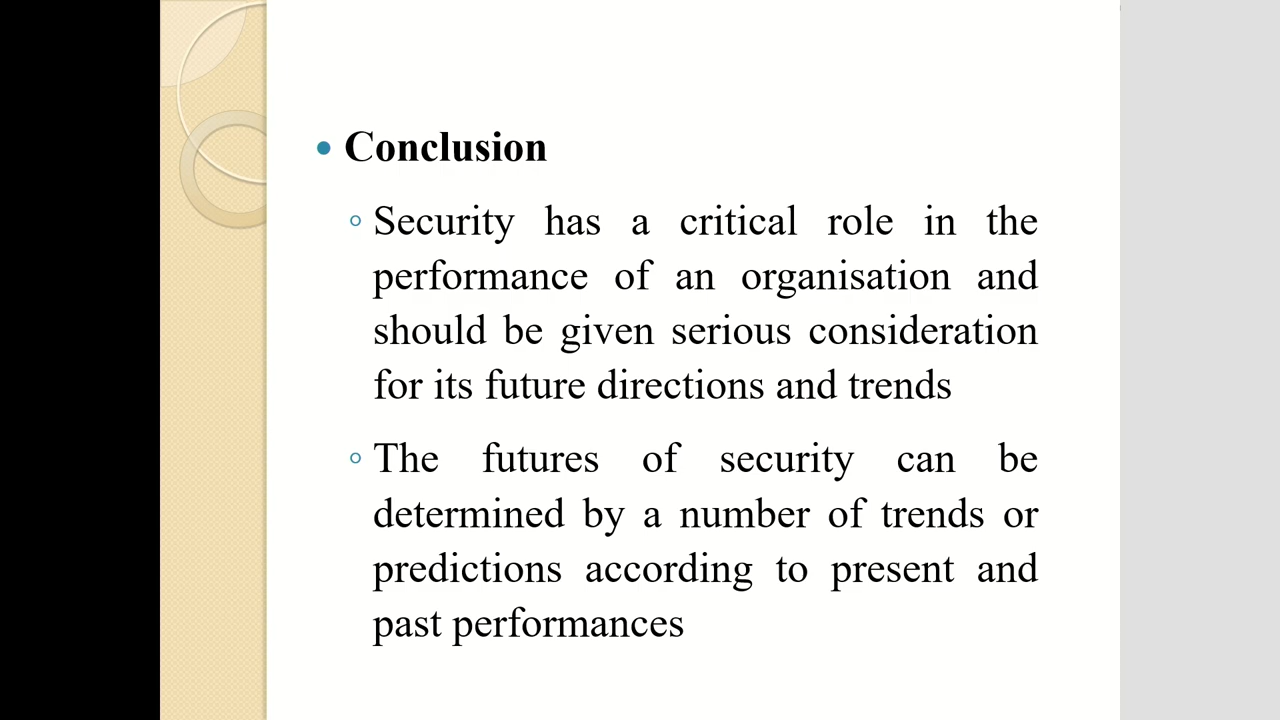 • Conclusion
◦ Security has a critical role in the
performance of an organisation and
should be given serious consideration
for its future directions and trends
◦ The futures of security can be
determined by a number of trends or
predictions according to present and
past performances